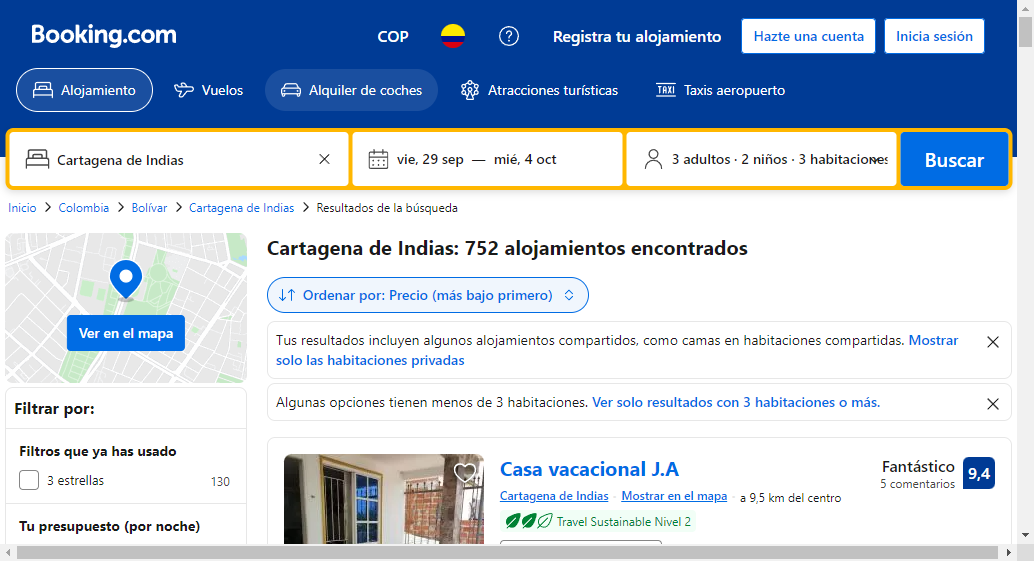 Booking.com
COP
Registra tu alojamiento
Hazte una cuenta
Inicia sesión
Alojamiento
Vuelos
Alquiler de coches
Atracciones turísticas
TAXI Taxis aeropuerto
Cartagena de Indias
vie, 29 sep — mié, 4 oct
3 adultos · 2 niños · 3 habitaciones
Buscar
Inicio > Colombia > Bolívar > Cartagena de Indias > Resultados de la búsqueda
Ver en el mapa
Filtrar por:
Filtros que ya has usado
3 estrellas 130
Tu presupuesto (por noche)
Cartagena de Indias: 752 alojamientos encontrados
Ordenar por: Precio (más bajo primero)
Tus resultados incluyen algunos alojamientos compartidos, como camas en habitaciones compartidas. Mostrar
solo las habitaciones privadas
Algunas opciones tienen menos de 3 habitaciones. Ver solo resultados con 3 habitaciones o más.
Casa vacacional J.A
Cartagena de Indias · Mostrar en el mapa · a 9,5 km del centro
Travel Sustainable Nivel 2
Fantástico
5 comentarios
9,4